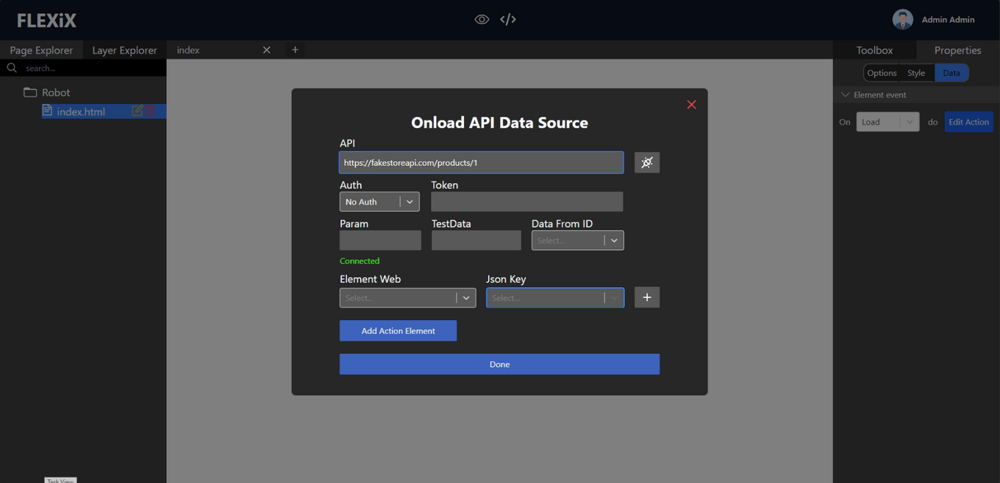 FLEXiX
</>
Admin Admin
Page Explorer
Layer Explorer
index
Toolbox
Properties
search...
Options
Style
Data
Robot
index.html
Element event
On
Load
do
Edit Action
Onload API Data Source
API
https://fakestoreapi.com/products/1
Auth
Token
No Auth
Param
TestData
Data From ID
Select...
Connected
Element Web
Json Key
Select...
Select...
Add Action Element
Done
Task View